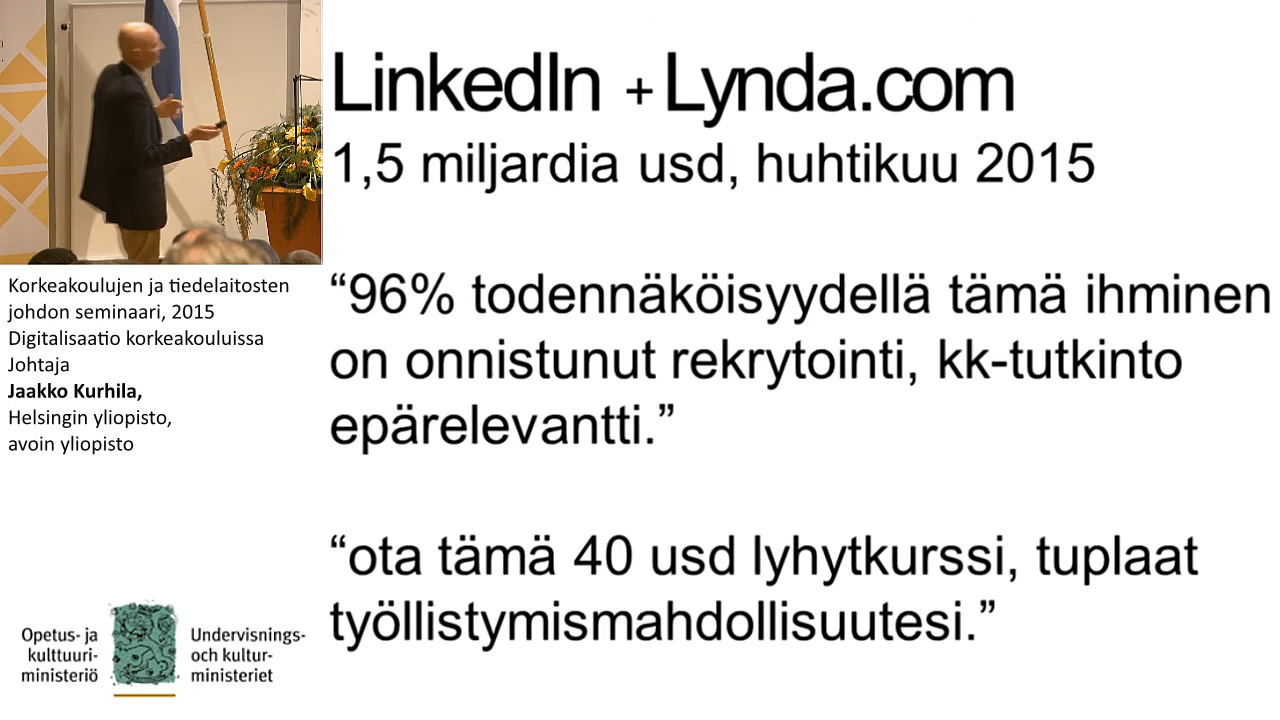 LinkedIn + Lynda.com
1,5 miljardia usd, huhtikuu 2015
“96% todennäköisyydellä tämä ihminen
on onnistunut rekrytointi, kk-tutkinto
epärelevantti.”
“ota tämä 40 usd lyhytkurssi, tuplaat
työllistymismahdollisuutesi.”
Korkeakoulujen ja tiedelaitosten
johdon seminaari, 2015
Digitalisaatio korkeakouluissa
Johtaja
Jaakko Kurhila,
Helsingin yliopisto,
avoin yliopisto
Opetus- ja
kulttuuri-
ministeriö
Undervisnings-
och kultur-
ministeriet